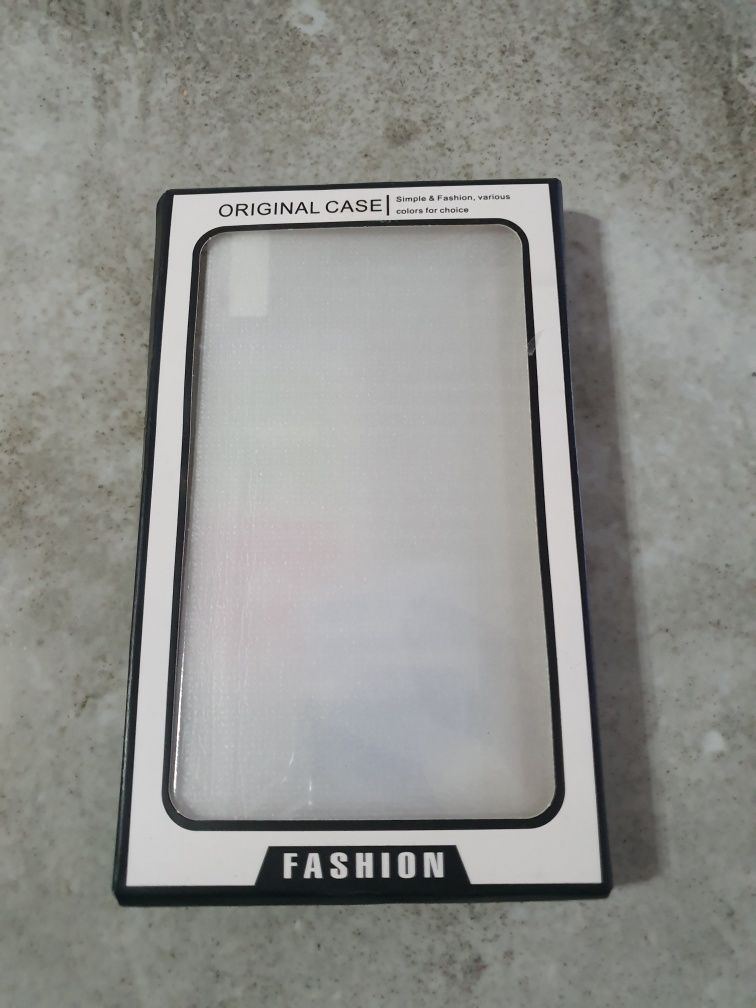 ORIGINAL CASE
Simple & Fashion, various
colors for choice
FASHION